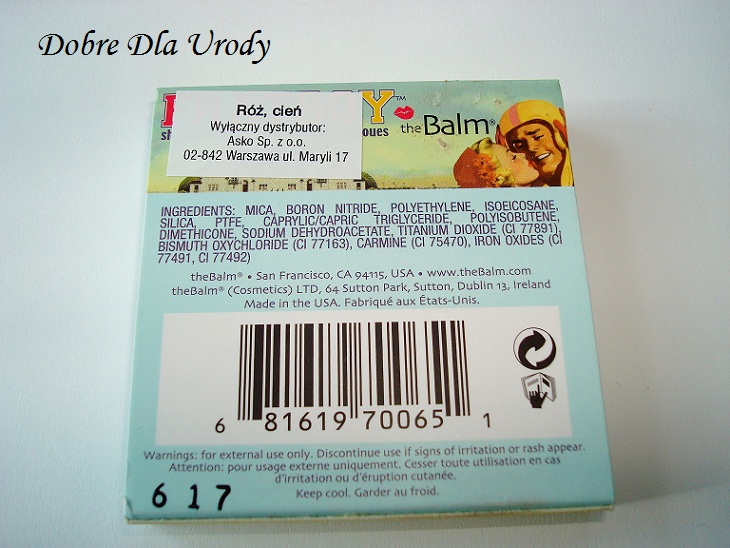 Dobre Dla Urody
Y™
Róż, cień
Wyłączny dystrybutor:
Asko Sp. z o.o.
02-842 Warszawa ul. Maryli 17
theBalm®
INGREDIENTS: MICA, BORON NITRIDE, POLYETHYLENE, ISOEICOSANE,
SILICA, PTFE, CAPRYLIC/CAPRIC TRIGLYCERIDE, POLYISOBUTENE,
DIMETHICONE, SODIUM DEHYDROACETATE, TITANIUM DIOXIDE (CI 77891),
BISMUTH OXYCHLORIDE (CI 77163), CARMINE (CI 75470), IRON OXIDES (CI
77491, CI 77492)
theBalm® • San Francisco, CA 94115, USA • www.theBalm.com
theBalm® (Cosmetics) LTD, 64 Sutton Park, Sutton, Dublin 13, Ireland
Made in the USA. Fabriqué aux États-Unis.
6 81619 70065 1
Warnings: for external use only. Discontinue use if signs of irritation or rash appear.
Attention: pour usage externe uniquement. Cesser toute utilisation en cas
d'irritation ou d'éruption cutanée.
Keep cool. Garder au froid.
617